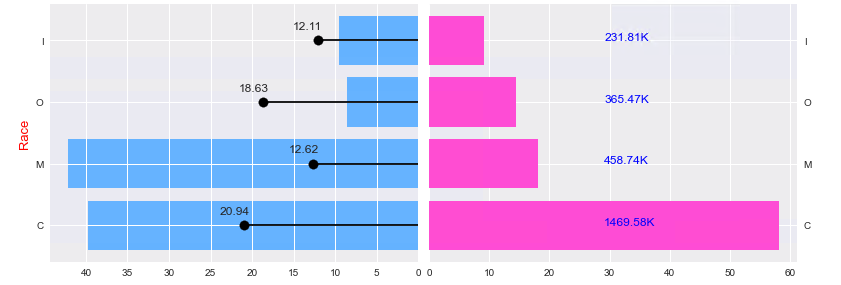 12.11
231.81K
I
I
18.63
365.47K
O
O
Race
12.62
458.74K
M
M
20.94
1469.58K
C
C
40 35 30 25 20 15 10 5 0 0 10 20 30 40 50 60